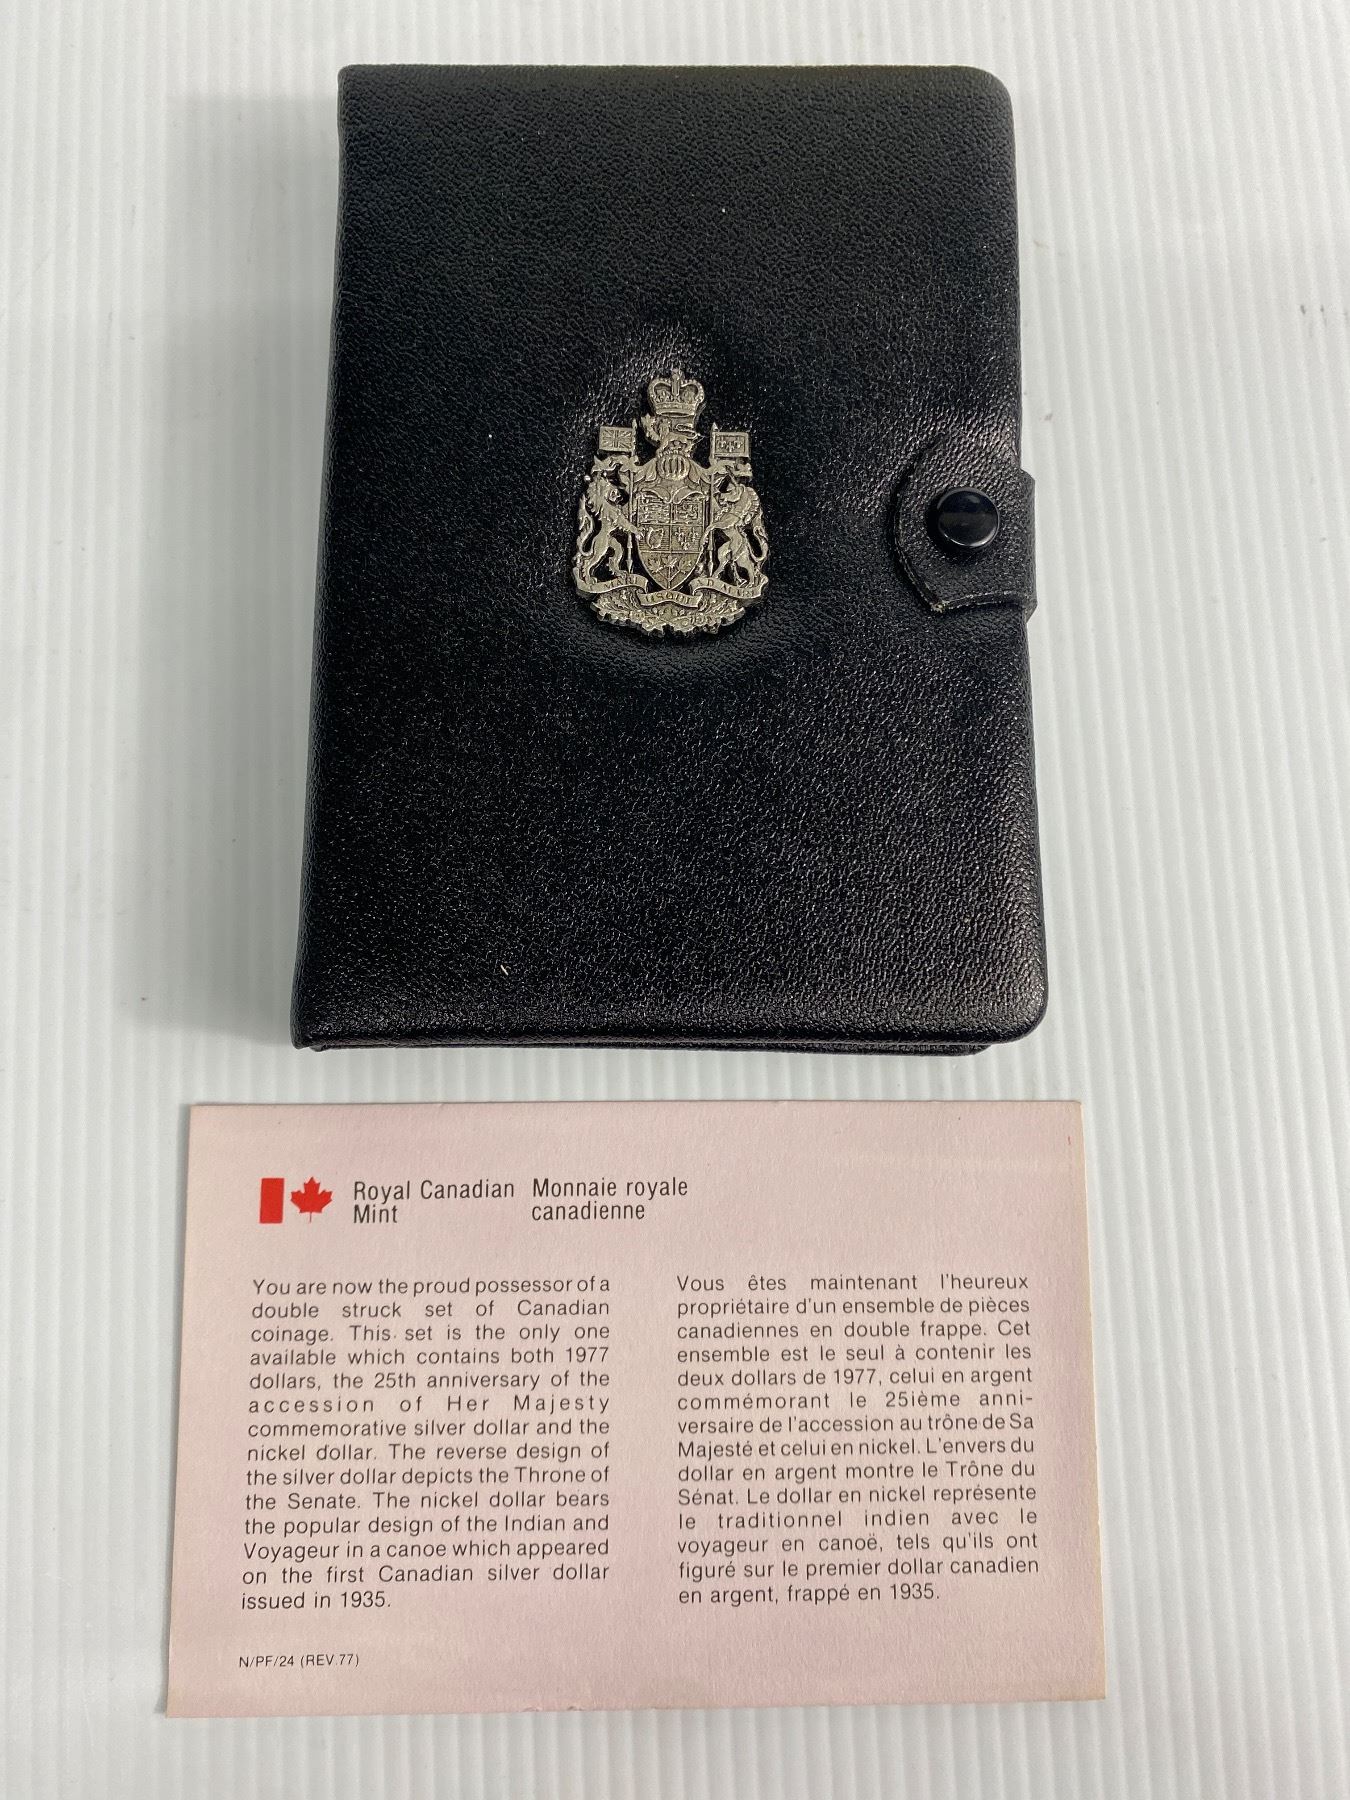 MARI USQUE AD MARE
Royal Canadian
Mint
Monnaie royale
canadienne
You are now the proud possessor of a
double struck set of Canadian
coinage. This set is the only one
available which contains both 1977
dollars, the 25th anniversary of the
accession of Her Majesty
commemorative silver dollar and the
nickel dollar. The reverse design of
the silver dollar depicts the Throne of
the Senate. The nickel dollar bears
the popular design of the Indian and
Voyageur in a canoe which appeared
on the first Canadian silver dollar
issued in 1935.
N/PF/24 (REV.77)
Vous êtes maintenant l'heureux
propriétaire d'un ensemble de pièces
canadiennes en double frappe. Cet
ensemble est le seul à contenir les
deux dollars de 1977, celui en argent
commémorant le 25ième anni-
versaire de l'accession au trône de Sa
Majesté et celui en nickel. L'envers du
dollar en argent montre le Trône du
Sénat. Le dollar en nickel représente
le traditionnel indien avec le
voyageur en canoë, tels qu'ils ont
figuré sur le premier dollar canadien
en argent, frappé en 1935.